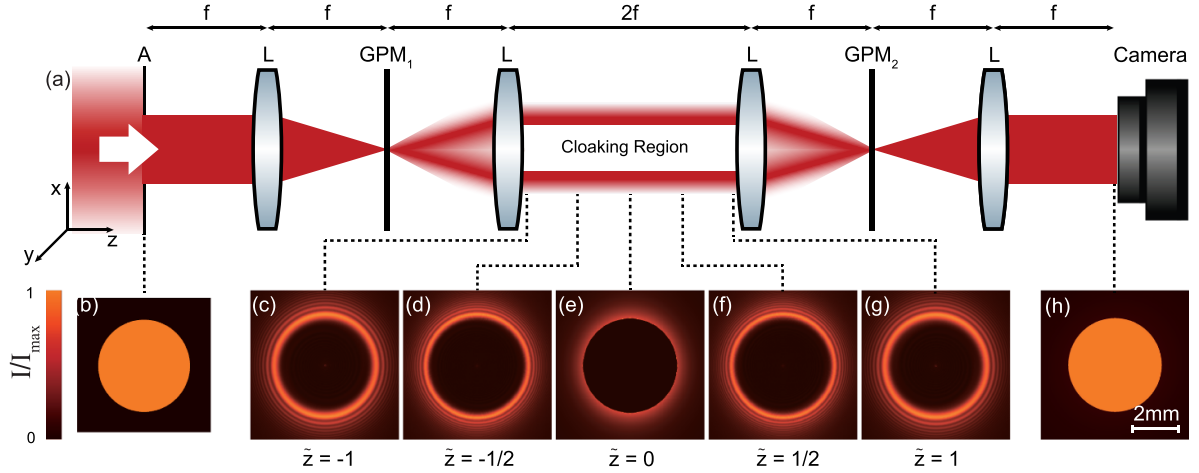 f f f 2f f f f
A L GPM₁ L L GPM₂ L Camera
(a)
Cloaking Region
x
y z
1
I/Iₘₐₓ
0
(b) (c) (d) (e) (f) (g) (h)
2mm
z̃ = -1 z̃ = -1/2 z̃ = 0 z̃ = 1/2 z̃ = 1